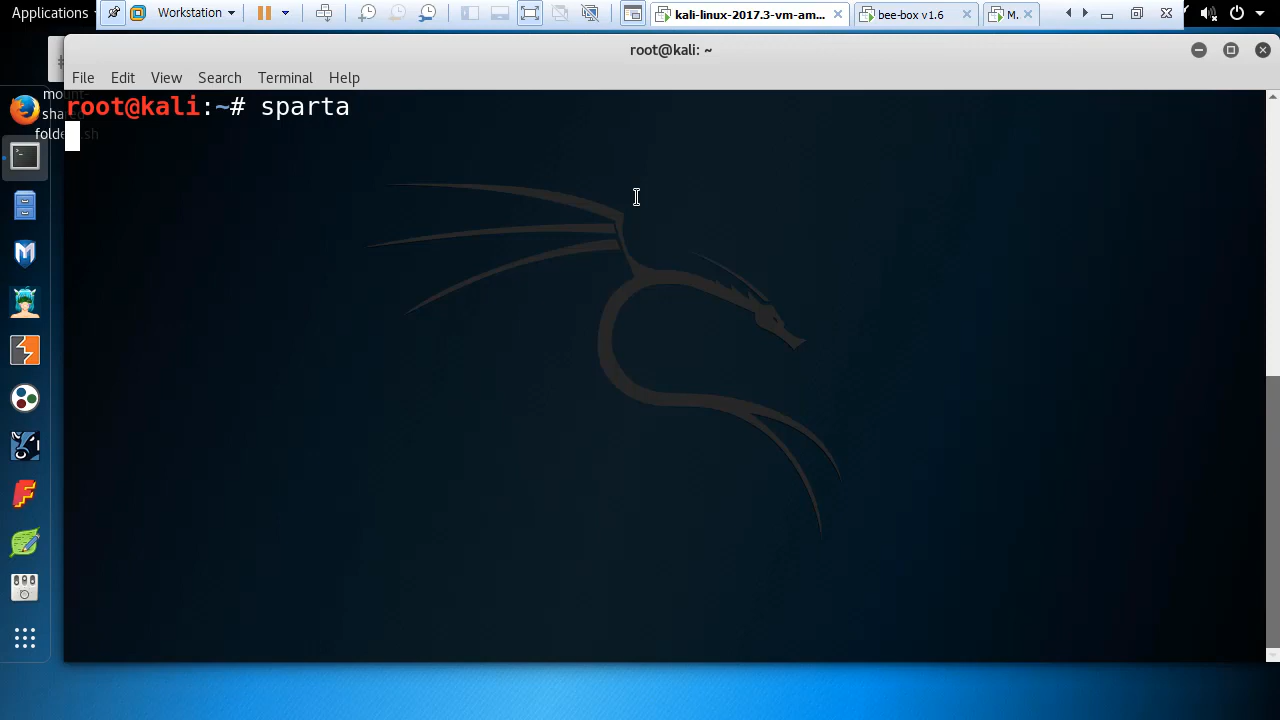 Applications
Workstation
kali-linux-2017.3-vm-am...
bee-box v1.6
M.
root@kali: ~
File Edit View Search Terminal Help
root@kali:~# sparta